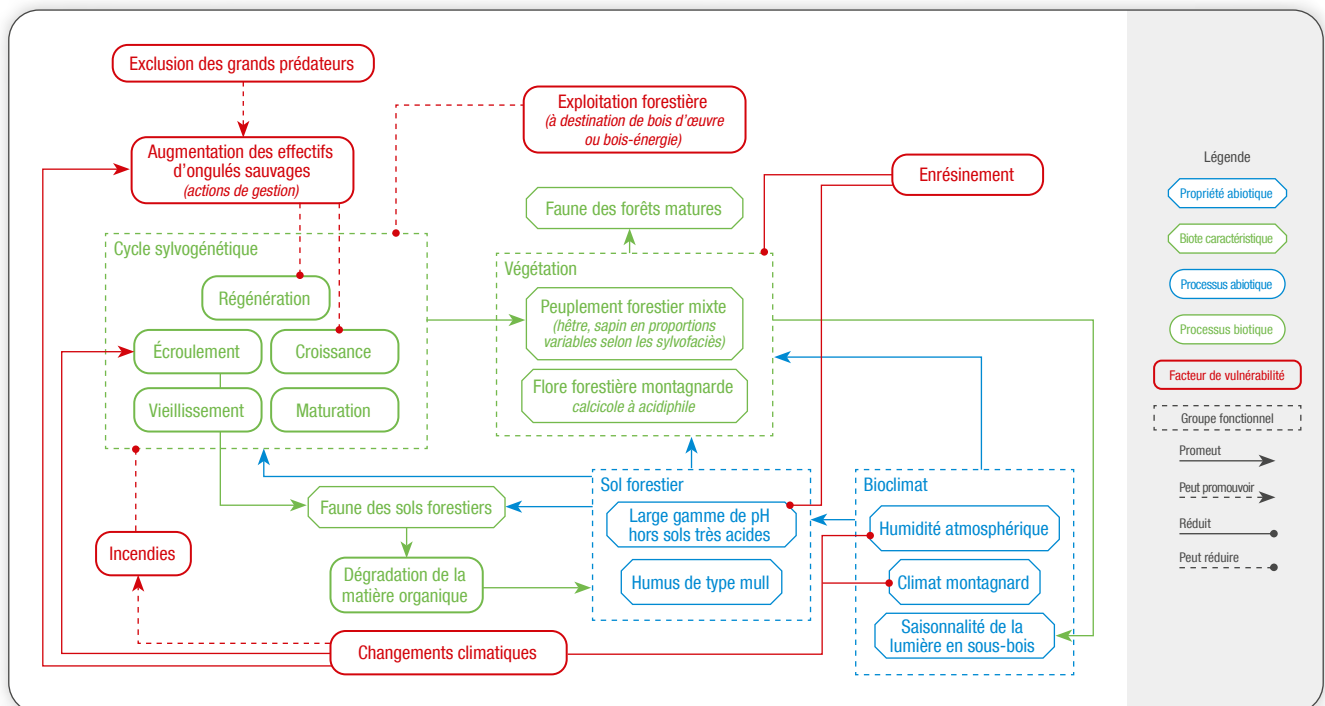 Exclusion des grands prédateurs
Augmentation des effectifs
d'ongulés sauvages
(actions de gestion)
Exploitation forestière
(à destination de bois d'œuvre
ou bois-énergie)
Enrésinement
Cycle sylvogénétique
Régénération
Écroulement
Croissance
Vieillissement
Maturation
Faune des forêts matures
Végétation
Peuplement forestier mixte
(hêtre, sapin en proportions
variables selon les sylvofaciès)
Flore forestière montagnarde
calcicole à acidiphile
Sol forestier
Large gamme de pH
hors sols très acides
Humus de type mull
Bioclimat
Humidité atmosphérique
Climat montagnard
Saisonnalité de la
lumière en sous-bois
Faune des sols forestiers
Dégradation de la
matière organique
Incendies
Changements climatiques
Légende
Propriété abiotique
Biote caractéristique
Processus abiotique
Processus biotique
Facteur de vulnérabilité
Groupe fonctionnel
Promeut
Peut promouvoir
Réduit
Peut réduire